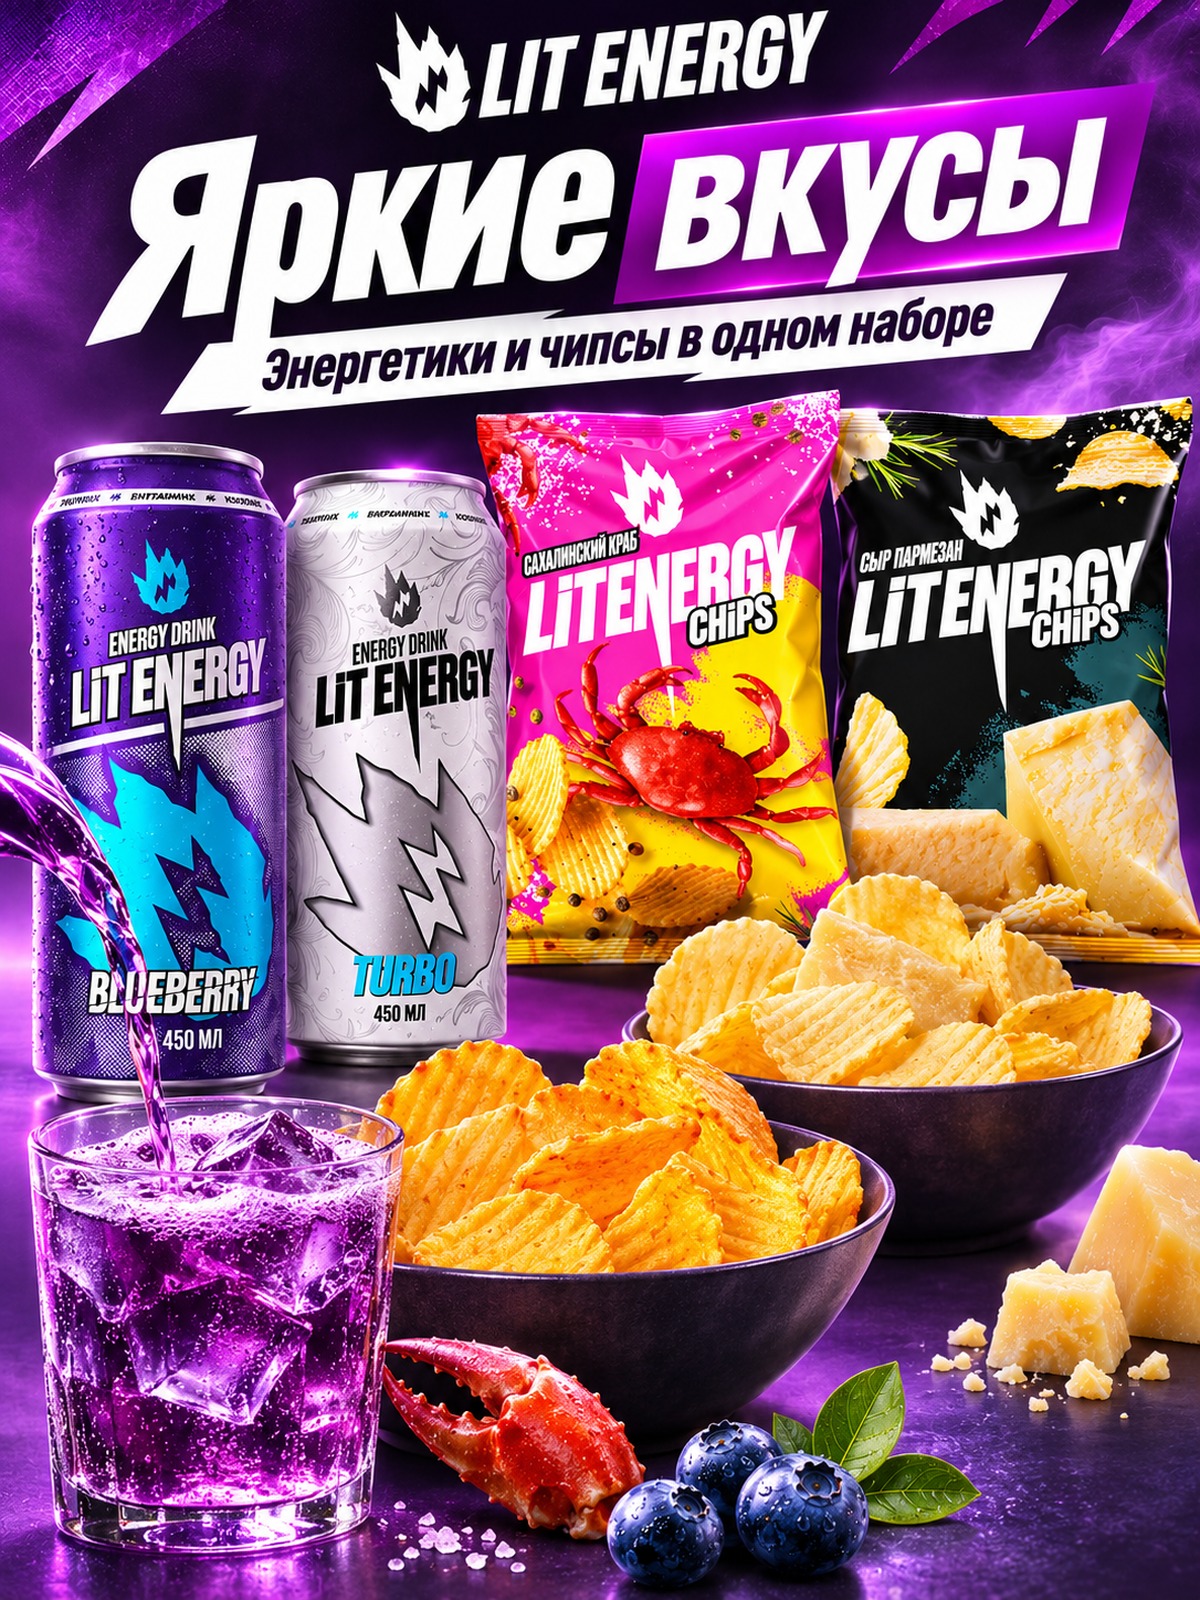 LIT ENERGY
Яркие вкусы
Энергетики и чипсы в одном наборе
ENERGY DRINK
LIT ENERGY
BLUEBERRY
450 МЛ
ENERGY DRINK
LIT ENERGY
TURBO
450 МЛ
САХАЛИНСКИЙ КРАБ
LITENERGY
CHIPS
СЫР ПАРМЕЗАН
LITENERGY
CHIPS